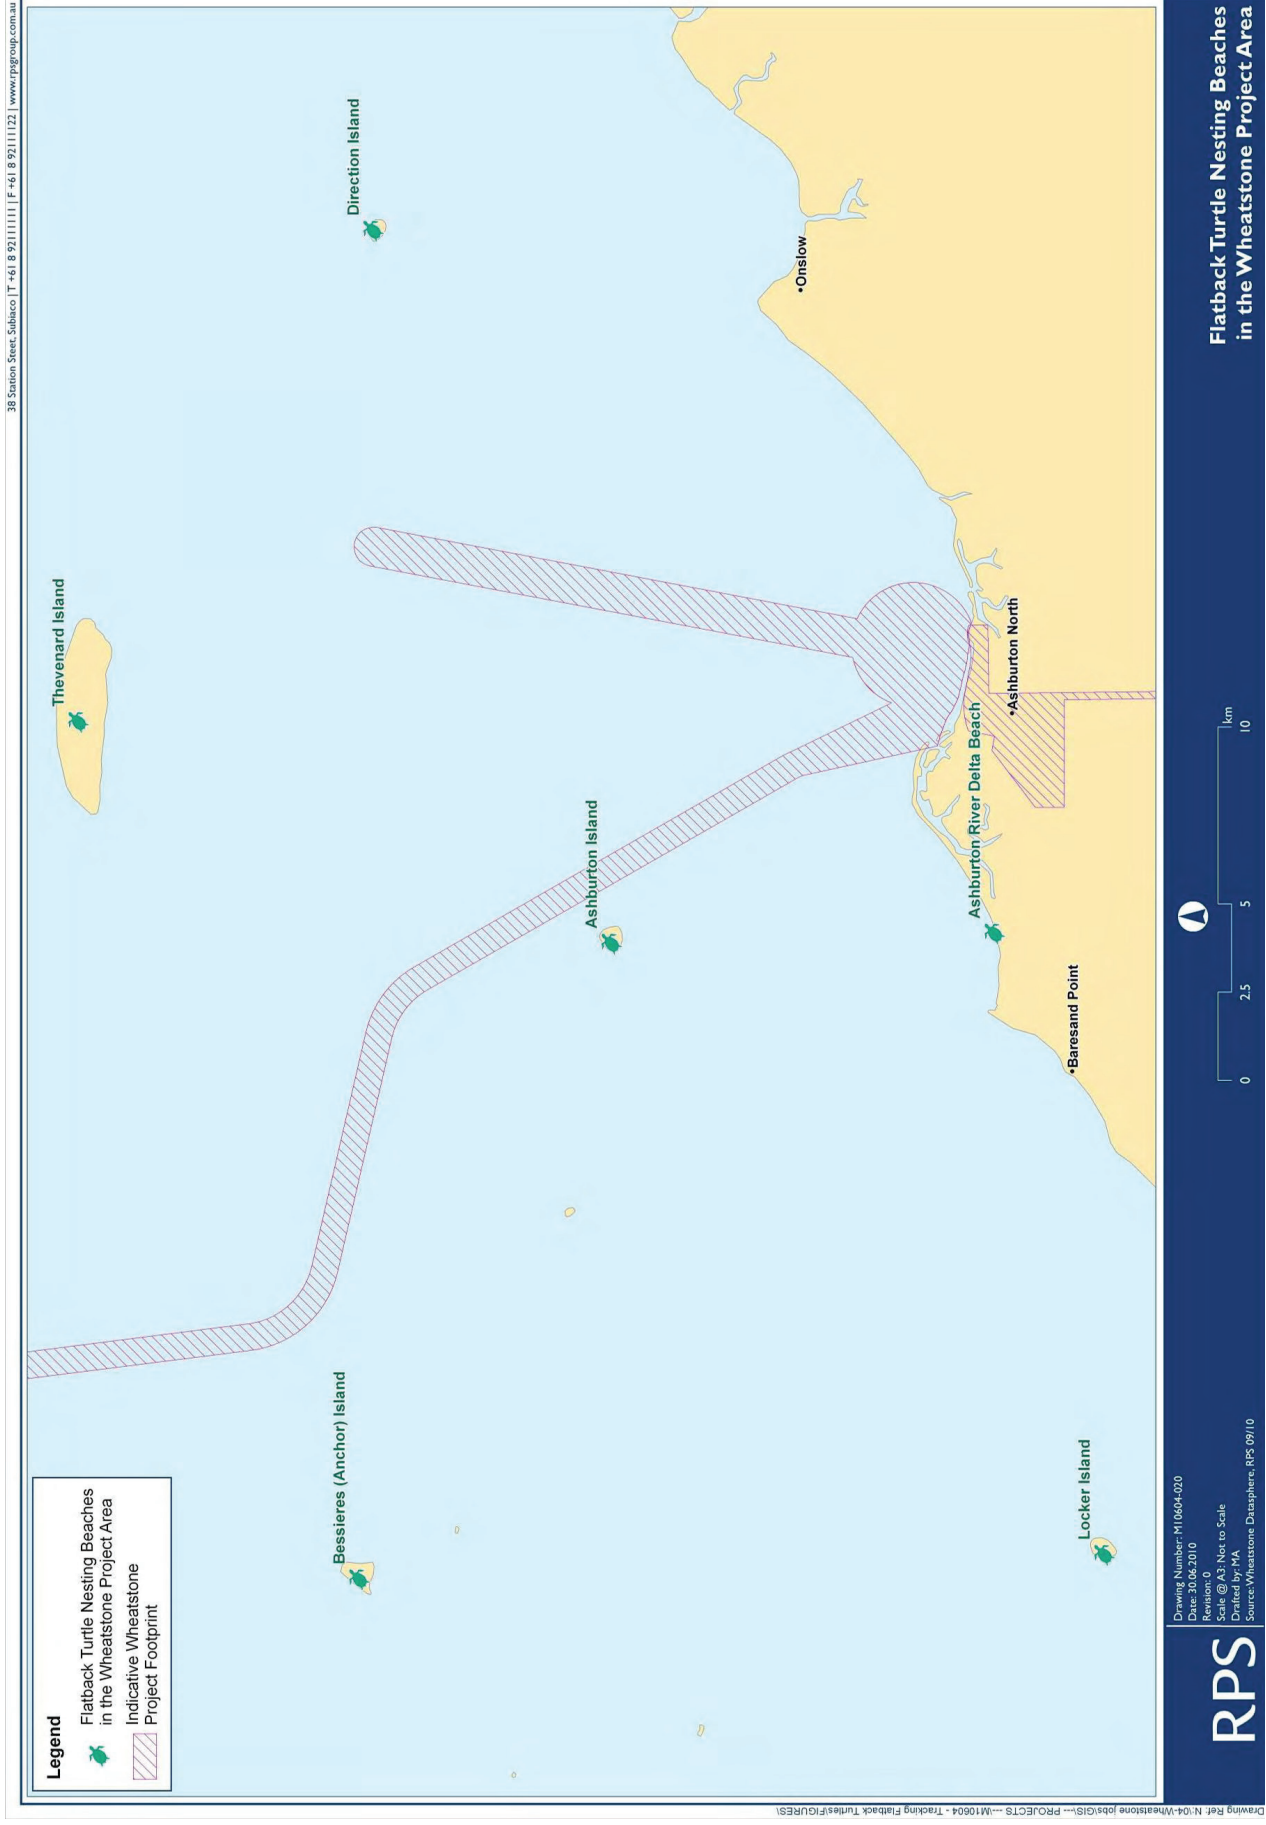 38 Station Steet, Subiaco | T +61 8 9211111 | F +61 8 92111122 | www.rpsgroup.com.au
Legend
Flatback Turtle Nesting Beaches
in the Wheatstone Project Area
Indicative Wheatstone
Project Footprint
Thevenard Island
Direction Island
Bessieres (Anchor) Island
Ashburton Island
•Onslow
Ashburton River Delta Beach
•Ashburton North
•Baresand Point
Locker Island
RPS
Drawing Number: M10604-020
Date: 30.06.2010
Revision: 0
Scale @ A3: Not to Scale
Drafted by: MA
Source: Wheatstone Datasphere, RPS 09/10
0 2.5 5 10
km
Flatback Turtle Nesting Beaches
in the Wheatstone Project Area
Drawing Ref: N:\04-Wheatstone jobs\GIS\--- PROJECTS ---\M10604 - Tracking Flatback Turtles\FIGURES\